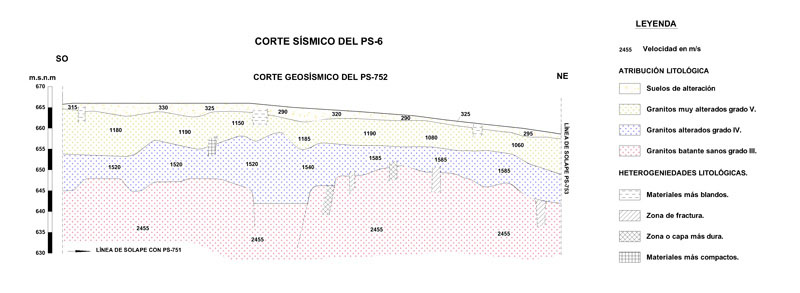 CORTE SÍSMICO DEL PS-6
SO
CORTE GEOSÍSMICO DEL PS-752
NE
m.s.n.m
670
665
660
655
650
645
640
635
630
315
330
325
290
320
290
325
295
1180
1190
1150
1185
1190
1080
1060
1520
1520
1520
1540
1585
1585
1585
2455
2455
2455
2455
LÍNEA DE SOLAPE PS-753
LÍNEA DE SOLAPE CON PS-751
LEYENDA
2455 Velocidad en m/s
ATRIBUCIÓN LITOLÓGICA
Suelos de alteración
Granitos muy alterados grado V.
Granitos alterados grado IV.
Granitos batante sanos grado III.
HETEROGENIEDADES LITOLÓGICAS.
Materiales más blandos.
Zona de fractura.
Zona o capa más dura.
Materiales más compactos.